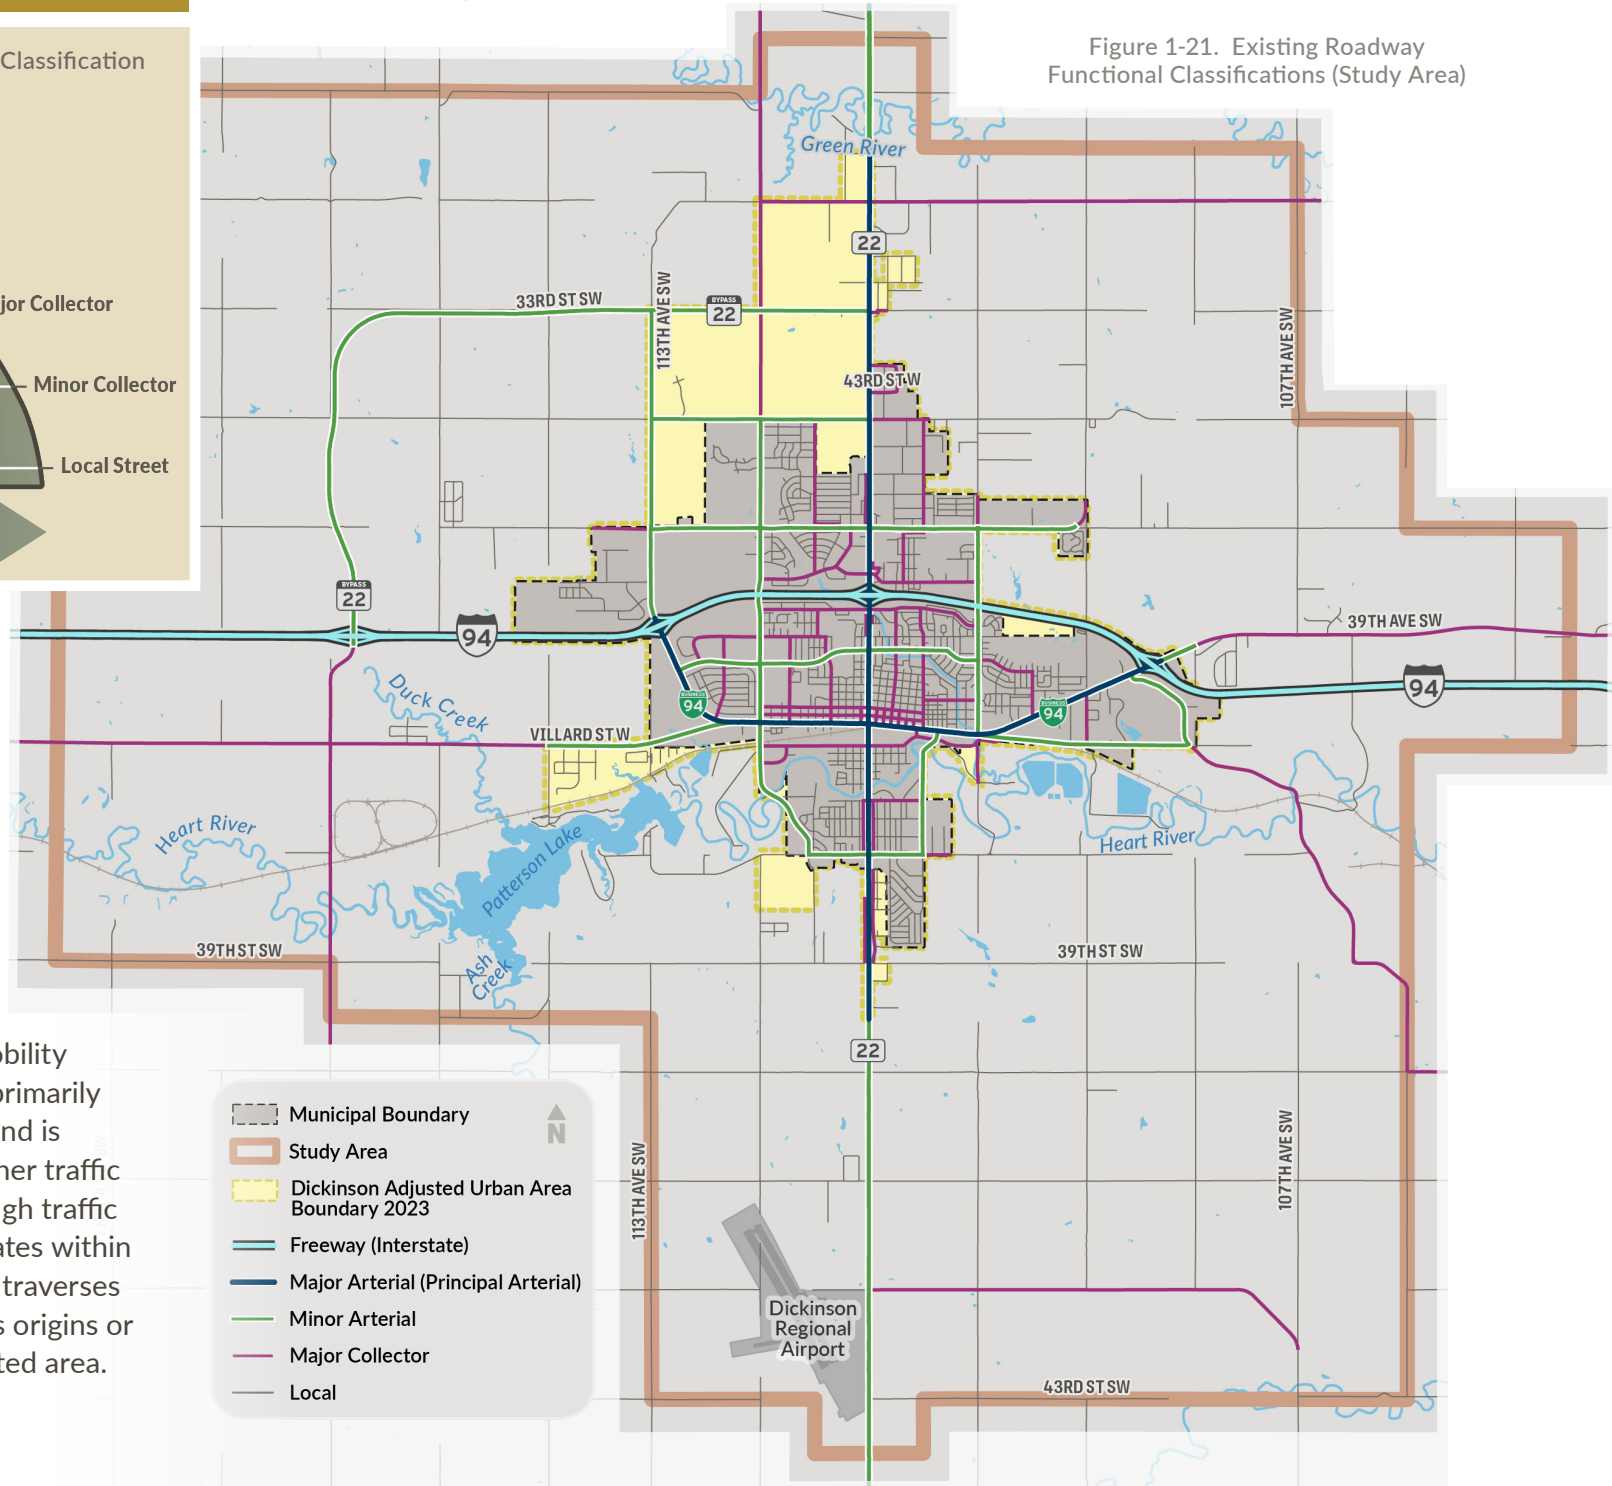 Classification
jor Collector
Minor Collector
Local Street
Figure 1-21. Existing Roadway
Functional Classifications (Study Area)
Green River
22
33RD ST SW
BYPASS
22
113TH AVE SW
107TH AVE SW
43RD ST W
BYPASS
22
94
39TH AVE SW
94
Duck Creek
BUSINESS
94
BUSINESS
94
VILLARD ST W
Heart River
Patterson Lake
Heart River
39TH ST SW
Ash
Creek
39TH ST SW
22
obility
primarily
nd is
her traffic
gh traffic
ates within
traverses
s origins or
ted area.
Municipal Boundary
N
Study Area
Dickinson Adjusted Urban Area
Boundary 2023
Freeway (Interstate)
Major Arterial (Principal Arterial)
Minor Arterial
Major Collector
Local
113TH AVE SW
107TH AVE SW
Dickinson
Regional
Airport
43RD ST SW